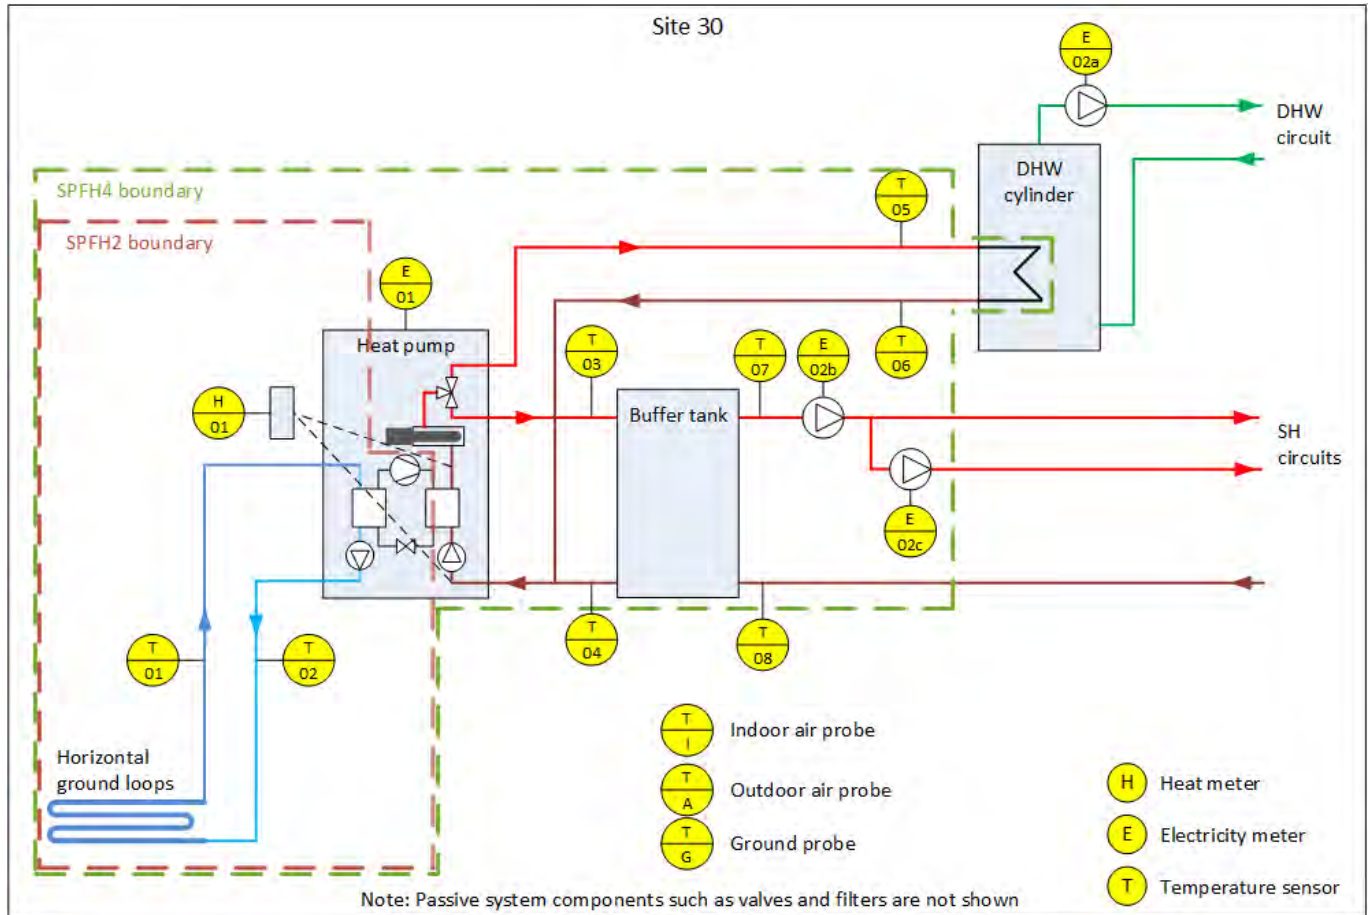 Site 30
E
02a
DHW
circuit
DHW
cylinder
SPFH4 boundary
T
05
SPFH2 boundary
E
01
Heat pump
T
03
T
07
E
02b
T
06
H
01
Buffer tank
SH
circuits
E
02c
T
01
T
02
T
04
T
08
Horizontal
ground loops
T
I
Indoor air probe
T
A
Outdoor air probe
T
G
Ground probe
H
Heat meter
E
Electricity meter
T
Temperature sensor
Note: Passive system components such as valves and filters are not shown